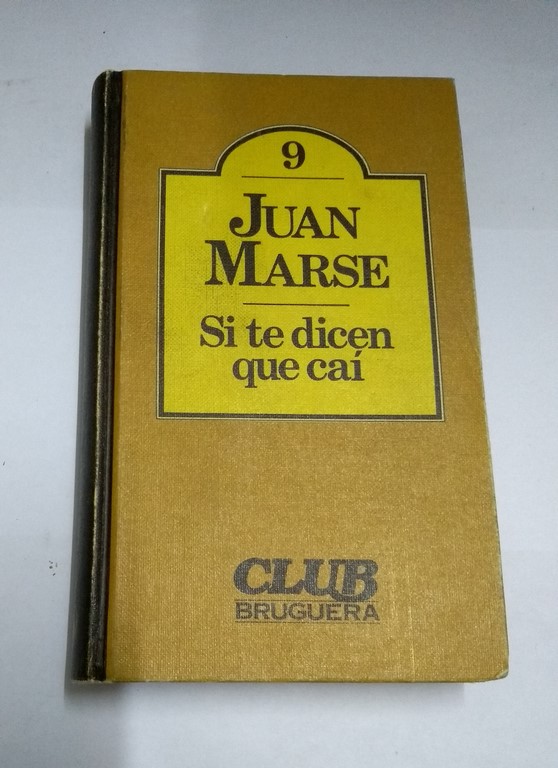 9
JUAN
MARSE
Si te dicen
que caí
CLUB
BRUGUERA